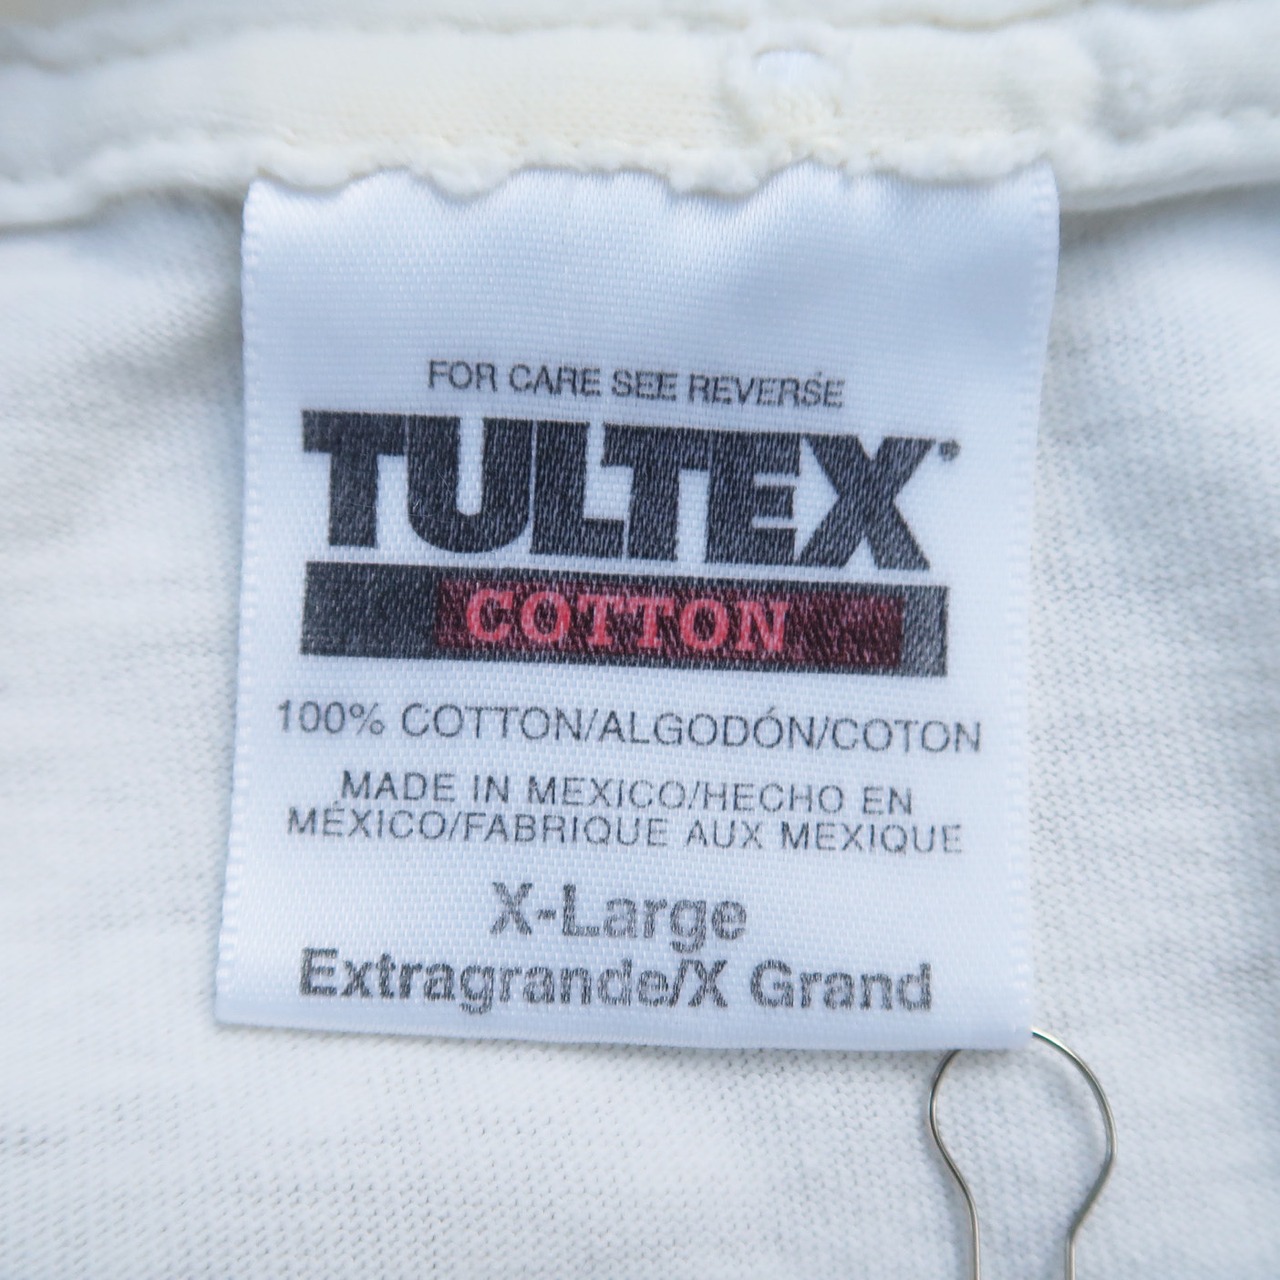 FOR CARE SEE REVERSE
TULTEX®
COTTON
100% COTTON/ALGODÓN/COTON
MADE IN MEXICO/HECHO EN
MÉXICO/FABRIQUE AUX MEXIQUE
X-Large
Extragrande/X Grand